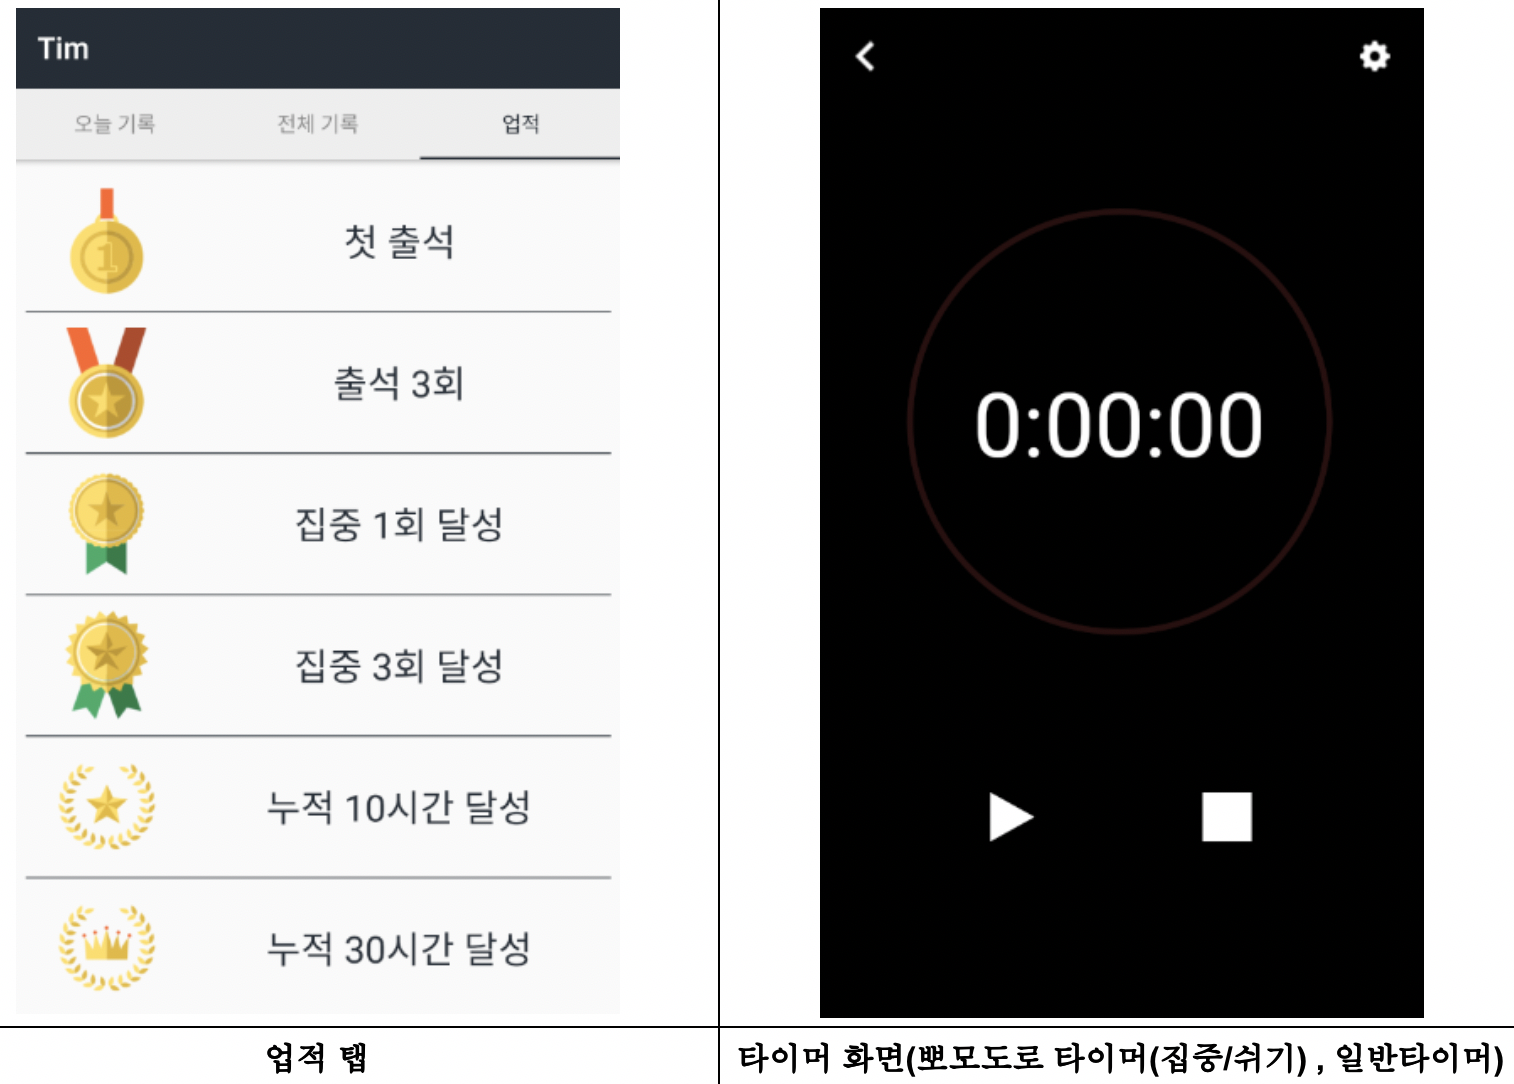 Tim
오늘 기록
전체 기록
업적
첫 출석
출석 3회
집중 1회 달성
집중 3회 달성
누적 10시간 달성
누적 30시간 달성
업적 탭
1
0:00:00
타이머 화면(뽀모도로 타이머(집중/쉬기) , 일반타이머)